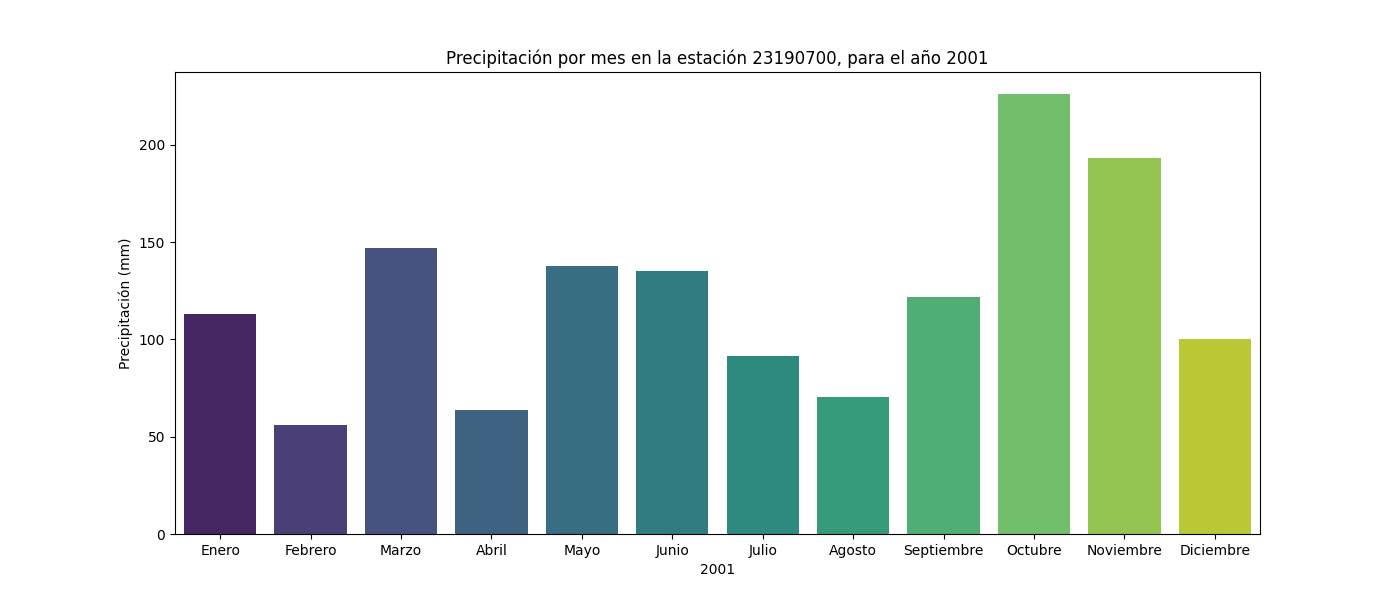 Precipitación por mes en la estación 23190700, para el año 2001
Precipitación (mm)
200
150
100
50
0
Enero Febrero Marzo Abril Mayo Junio Julio Agosto Septiembre Octubre Noviembre Diciembre
2001